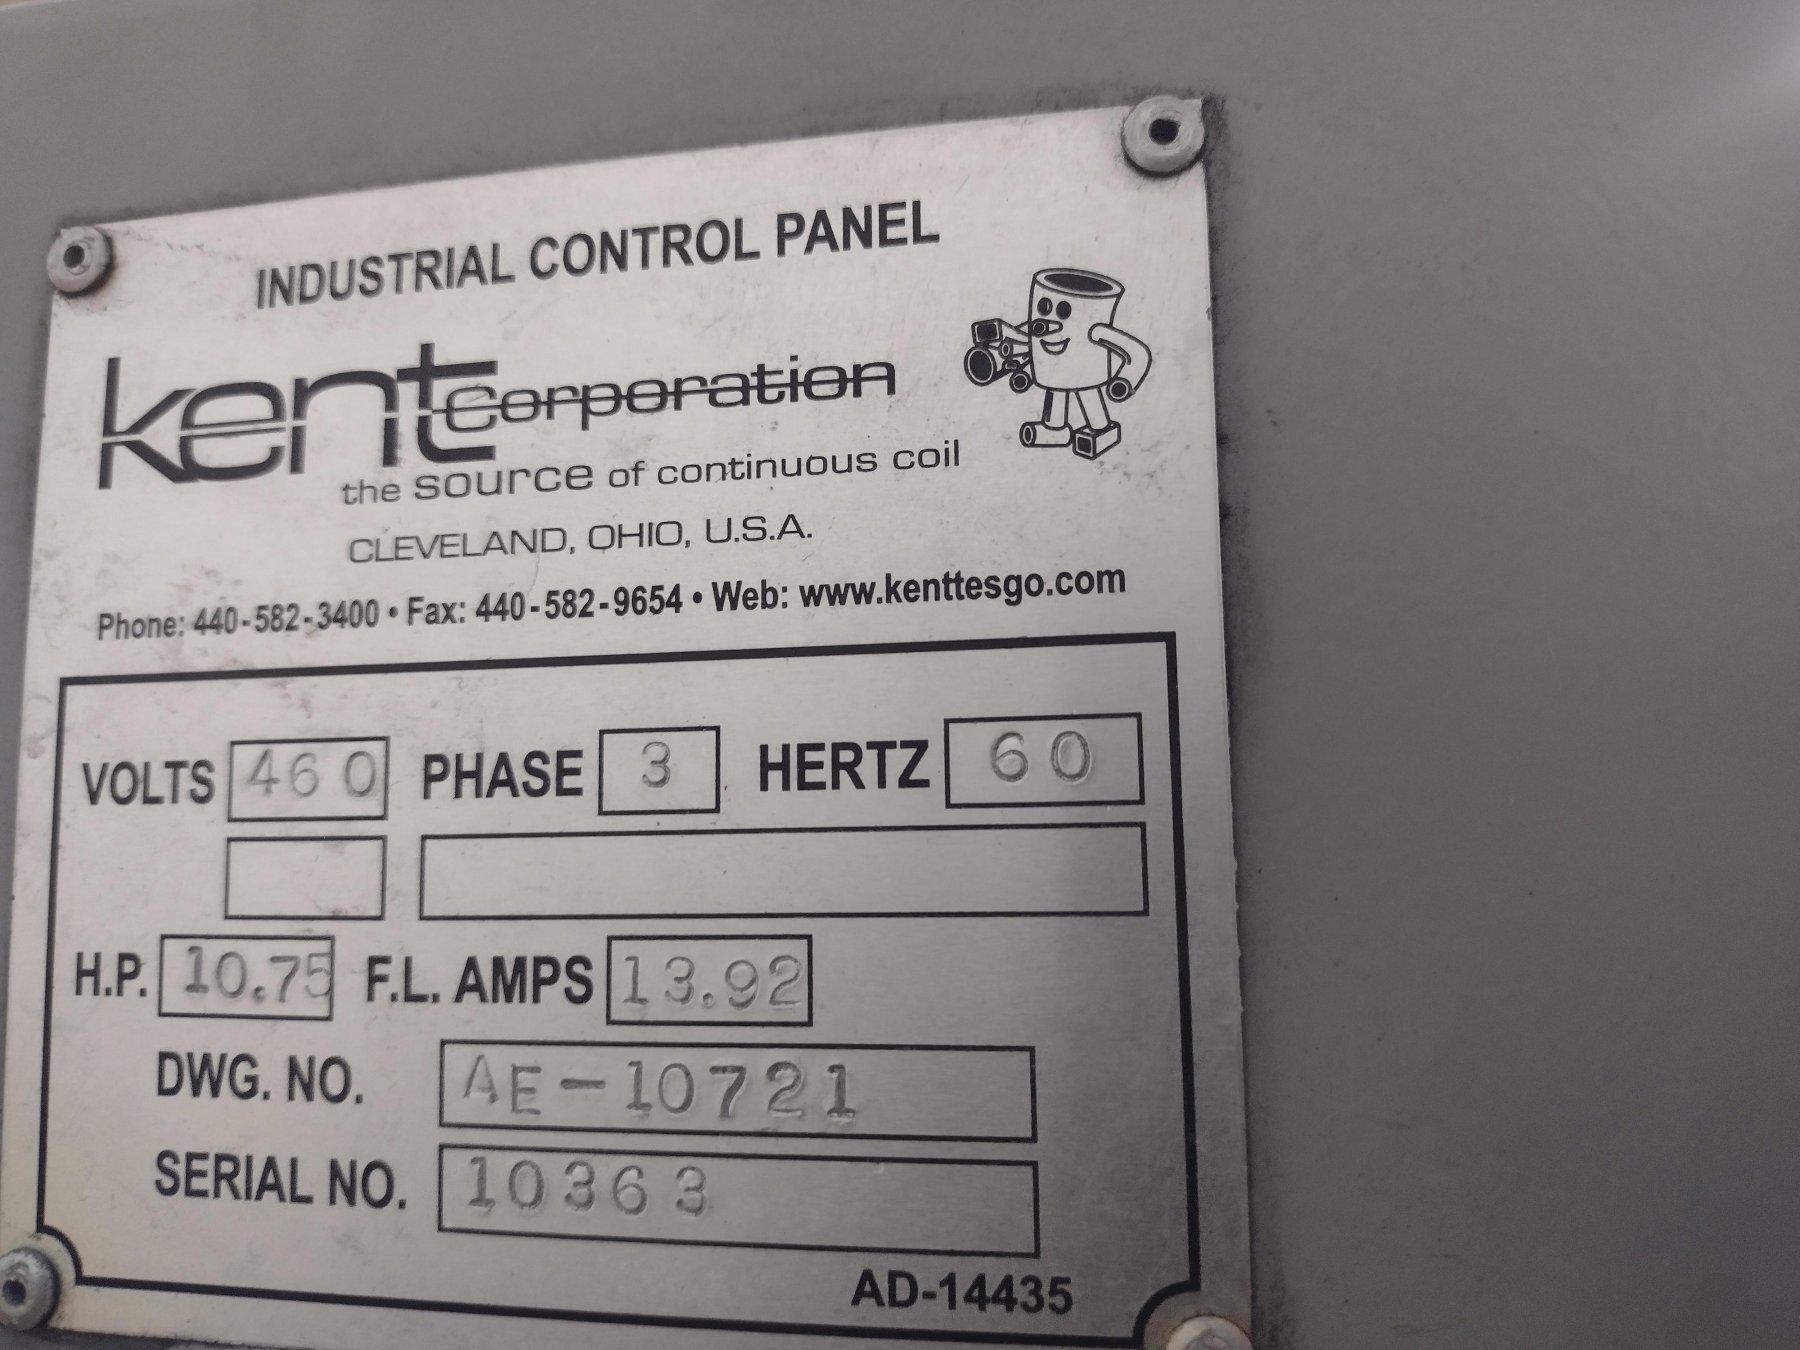 INDUSTRIAL CONTROL PANEL
kent corporation
the source of continuous coil
CLEVELAND, OHIO, U.S.A.
Phone: 440-582-3400 • Fax: 440-582-9654 • Web: www.kenttesgo.com
VOLTS 460 PHASE 3 HERTZ 60
H.P. 10.75 F.L. AMPS 13.92
DWG. NO. AE-10721
SERIAL NO. 10363
AD-14435